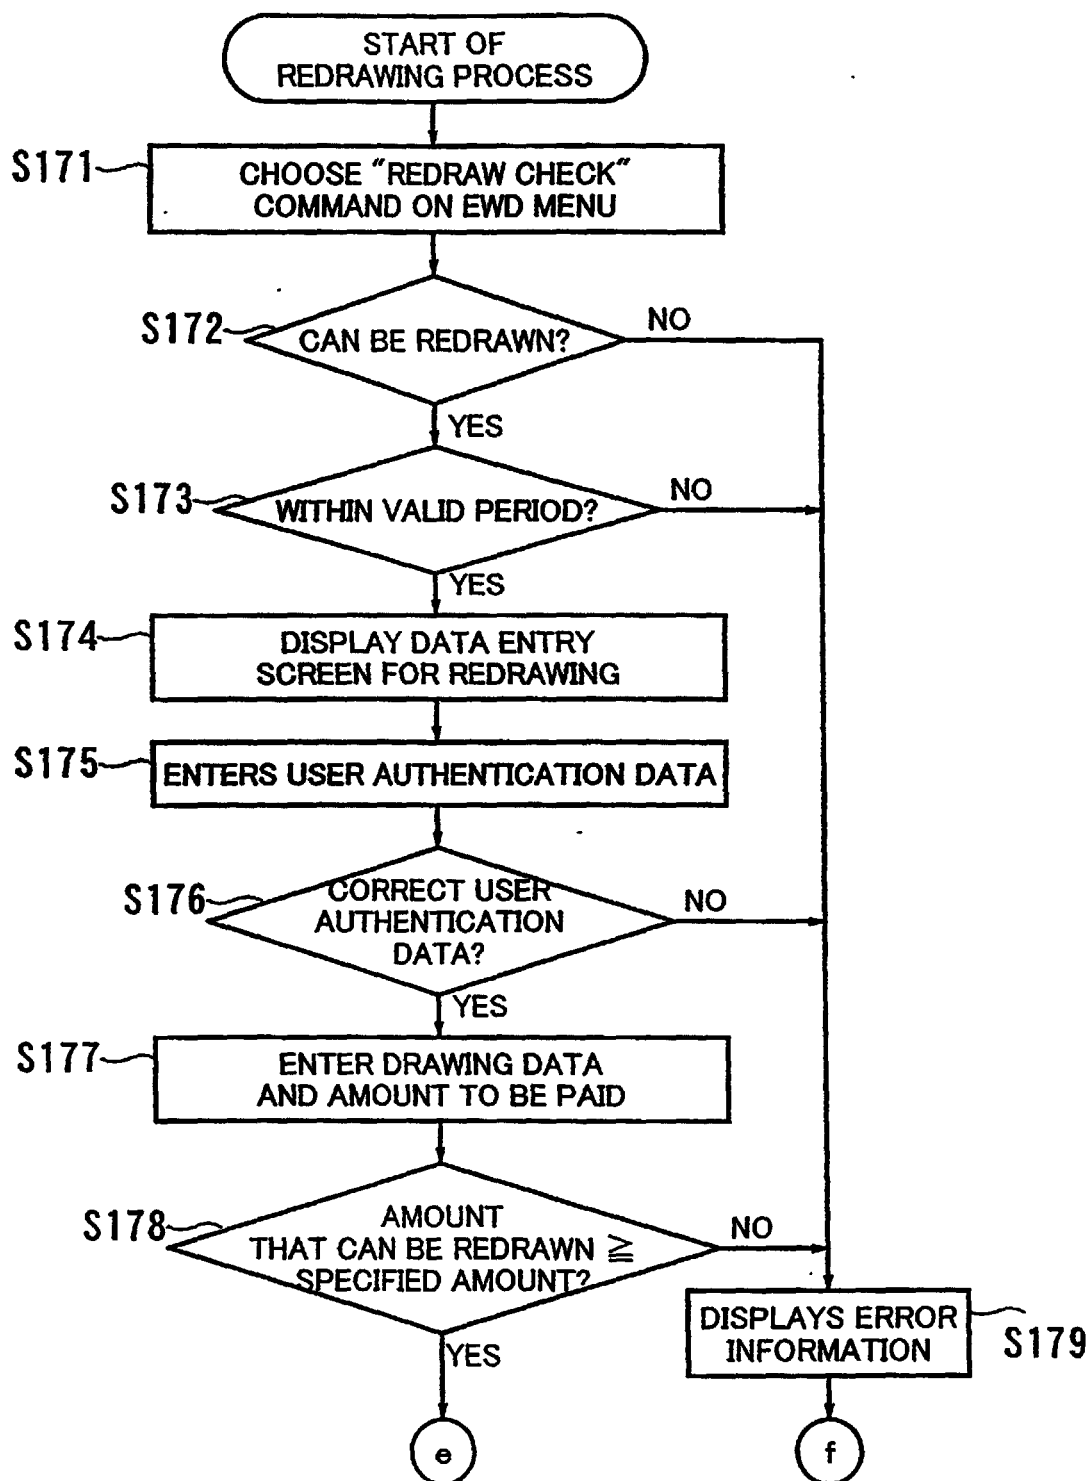 START OF
REDRAWING PROCESS
S171
CHOOSE "REDRAW CHECK"
COMMAND ON EWD MENU
S172
CAN BE REDRAWN?
NO
YES
S173
WITHIN VALID PERIOD?
NO
YES
S174
DISPLAY DATA ENTRY
SCREEN FOR REDRAWING
S175
ENTERS USER AUTHENTICATION DATA
S176
CORRECT USER
AUTHENTICATION
DATA?
NO
YES
S177
ENTER DRAWING DATA
AND AMOUNT TO BE PAID
S178
AMOUNT
THAT CAN BE REDRAWN ≧
SPECIFIED AMOUNT?
NO
YES
DISPLAYS ERROR
INFORMATION
S179
e
f